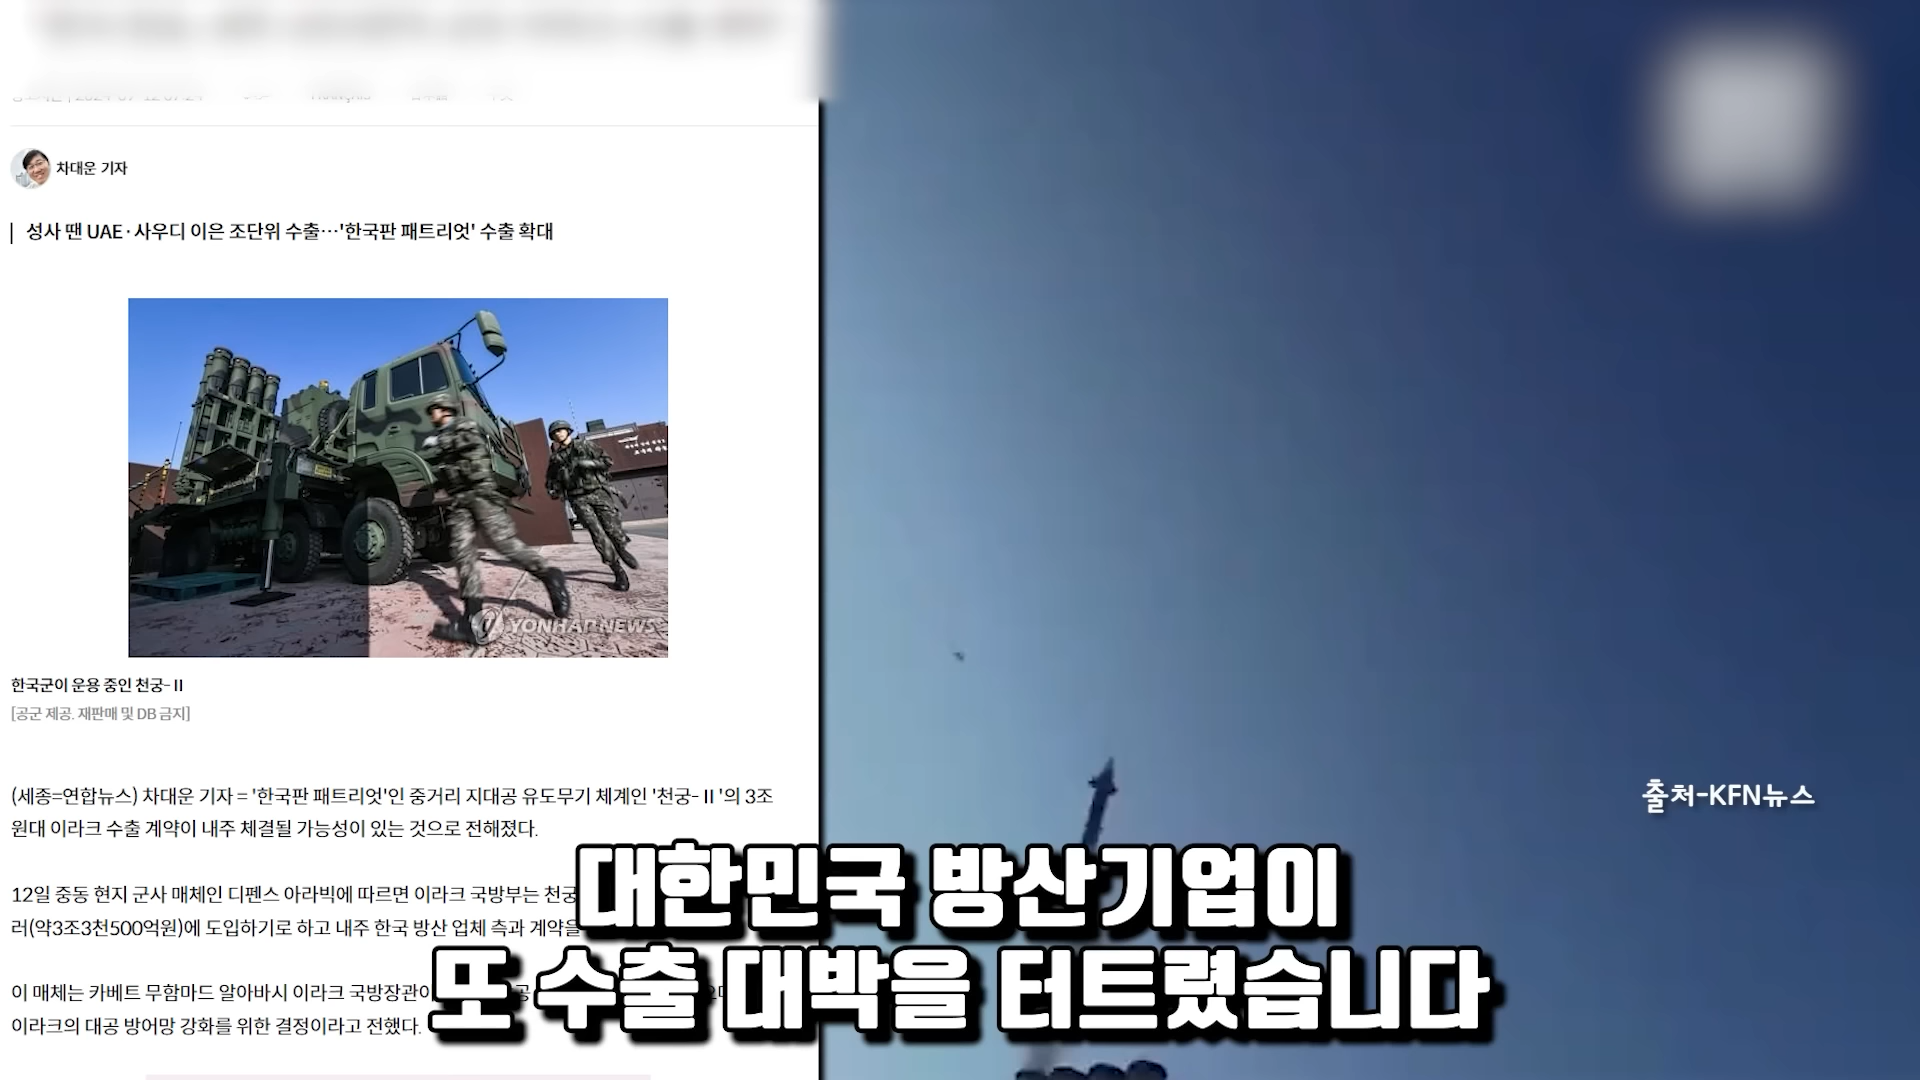 차대운 기자
성사 땐 UAE·사우디 이은 조단위 수출…'한국판 패트리엇' 수출 확대
YONHAP NEWS
한국군이 운용 중인 천궁-Ⅱ
[공군 제공. 재판매 및 DB 금지]
(세종=연합뉴스) 차대운 기자 = '한국판 패트리엇'인 중거리 지대공 유도무기 체계인 '천궁-Ⅱ'의 3조
원대 이라크 수출 계약이 내주 체결될 가능성이 있는 것으로 전해졌다.
12일 중동 현지 군사 매체인 디펜스 아라빅에 따르면 이라크 국방부는 천궁
러(약3조3천500억원)에 도입하기로 하고 내주 한국 방산 업체 측과 계약을
이 매체는 카베트 무함마드 알아바시 이라크 국방장관이
이라크의 대공 방어망 강화를 위한 결정이라고 전했다.
출처-KFN뉴스
대한민국 방산기업이
또 수출 대박을 터트렸습니다